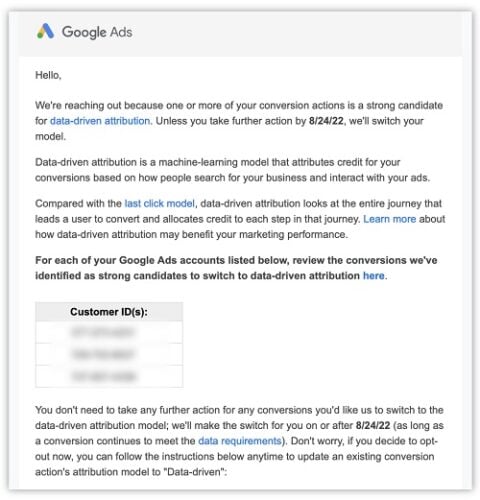 Google Ads
Hello,
We're reaching out because one or more of your conversion actions is a strong candidate
for data-driven attribution. Unless you take further action by 8/24/22, we'll switch your
model.
Data-driven attribution is a machine-learning model that attributes credit for your
conversions based on how people search for your business and interact with your ads.
Compared with the last click model, data-driven attribution looks at the entire journey that
leads a user to convert and allocates credit to each step in that journey. Learn more about
how data-driven attribution may benefit your marketing performance.
For each of your Google Ads accounts listed below, review the conversions we've
identified as strong candidates to switch to data-driven attribution here.
Customer ID(s):
You don't need to take any further action for any conversions you'd like us to switch to the
data-driven attribution model; we'll make the switch for you on or after 8/24/22 (as long as
a conversion continues to meet the data requirements). Don't worry, if you decide to opt-
out now, you can follow the instructions below anytime to update an existing conversion
action's attribution model to "Data-driven":